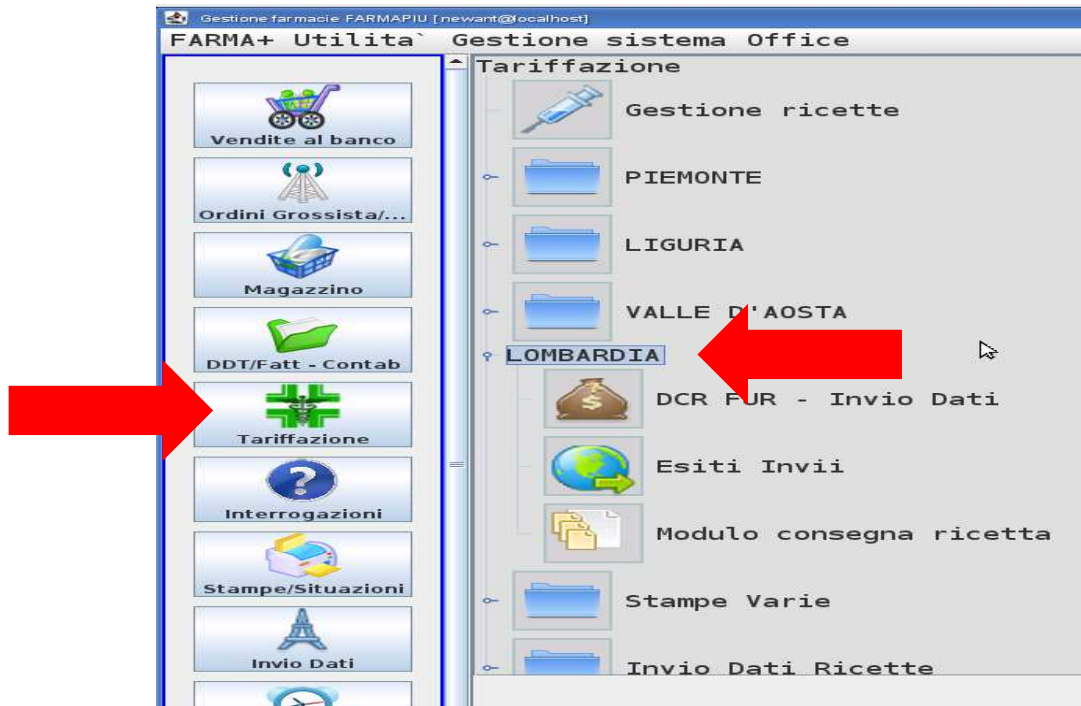 Gestione farmacie FARMAPIU [newant@localhost]
FARMA+ Utilita` Gestione sistema Office
Vendite al banco
Ordini Grossista/...
Magazzino
DDT/Fatt - Contab
Tariffazione
Interrogazioni
Stampe/Situazioni
Invio Dati
Tariffazione
Gestione ricette
PIEMONTE
LIGURIA
VALLE D'AOSTA
LOMBARDIA
DCR FUR - Invio Dati
Esiti Invii
Modulo consegna ricetta
Stampe Varie
Invio Dati Ricette